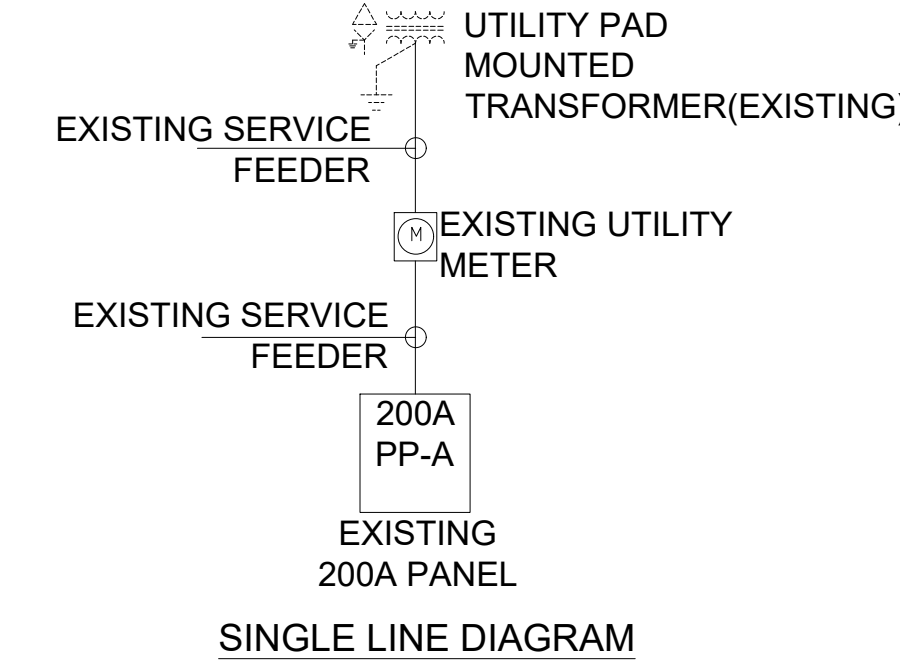 UTILITY PAD
MOUNTED
TRANSFORMER(EXISTING)
EXISTING SERVICE
FEEDER
M
EXISTING UTILITY
METER
EXISTING SERVICE
FEEDER
200A
PP-A
EXISTING
200A PANEL
SINGLE LINE DIAGRAM